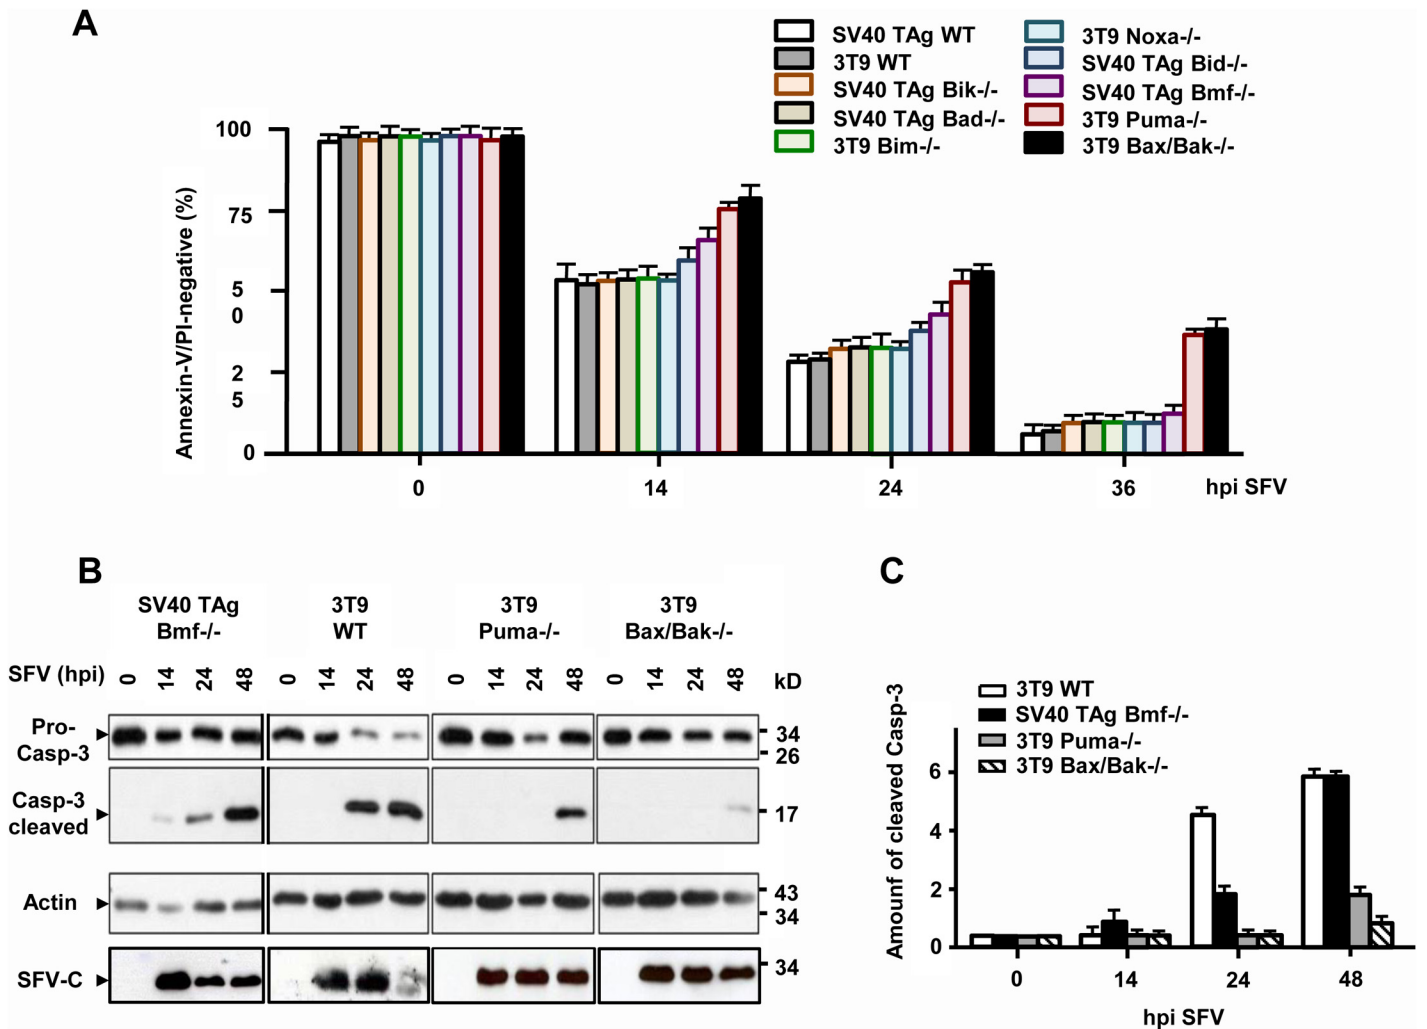 A
SV40 TAg WT
3T9 WT
SV40 TAg Bik-/-
SV40 TAg Bad-/-
3T9 Bim-/-
3T9 Noxa-/-
SV40 TAg Bid-/-
SV40 TAg Bmf-/-
3T9 Puma-/-
3T9 Bax/Bak-/-
Annexin-V/PI-negative (%)
100
75
5
0
2
5
0
0 14 24 36 hpi SFV
B
SV40 TAg
Bmf-/-
3T9
WT
3T9
Puma-/-
3T9
Bax/Bak-/-
SFV (hpi) 0 14 24 48 0 14 24 48 0 14 24 48 0 14 24 48 kD
Pro-
Casp-3
34
26
Casp-3
cleaved
17
Actin
43
34
SFV-C
34
C
3T9 WT
SV40 TAg Bmf-/-
3T9 Puma-/-
3T9 Bax/Bak-/-
Amounf of cleaved Casp-3
6
4
2
0
0 14 24 48
hpi SFV